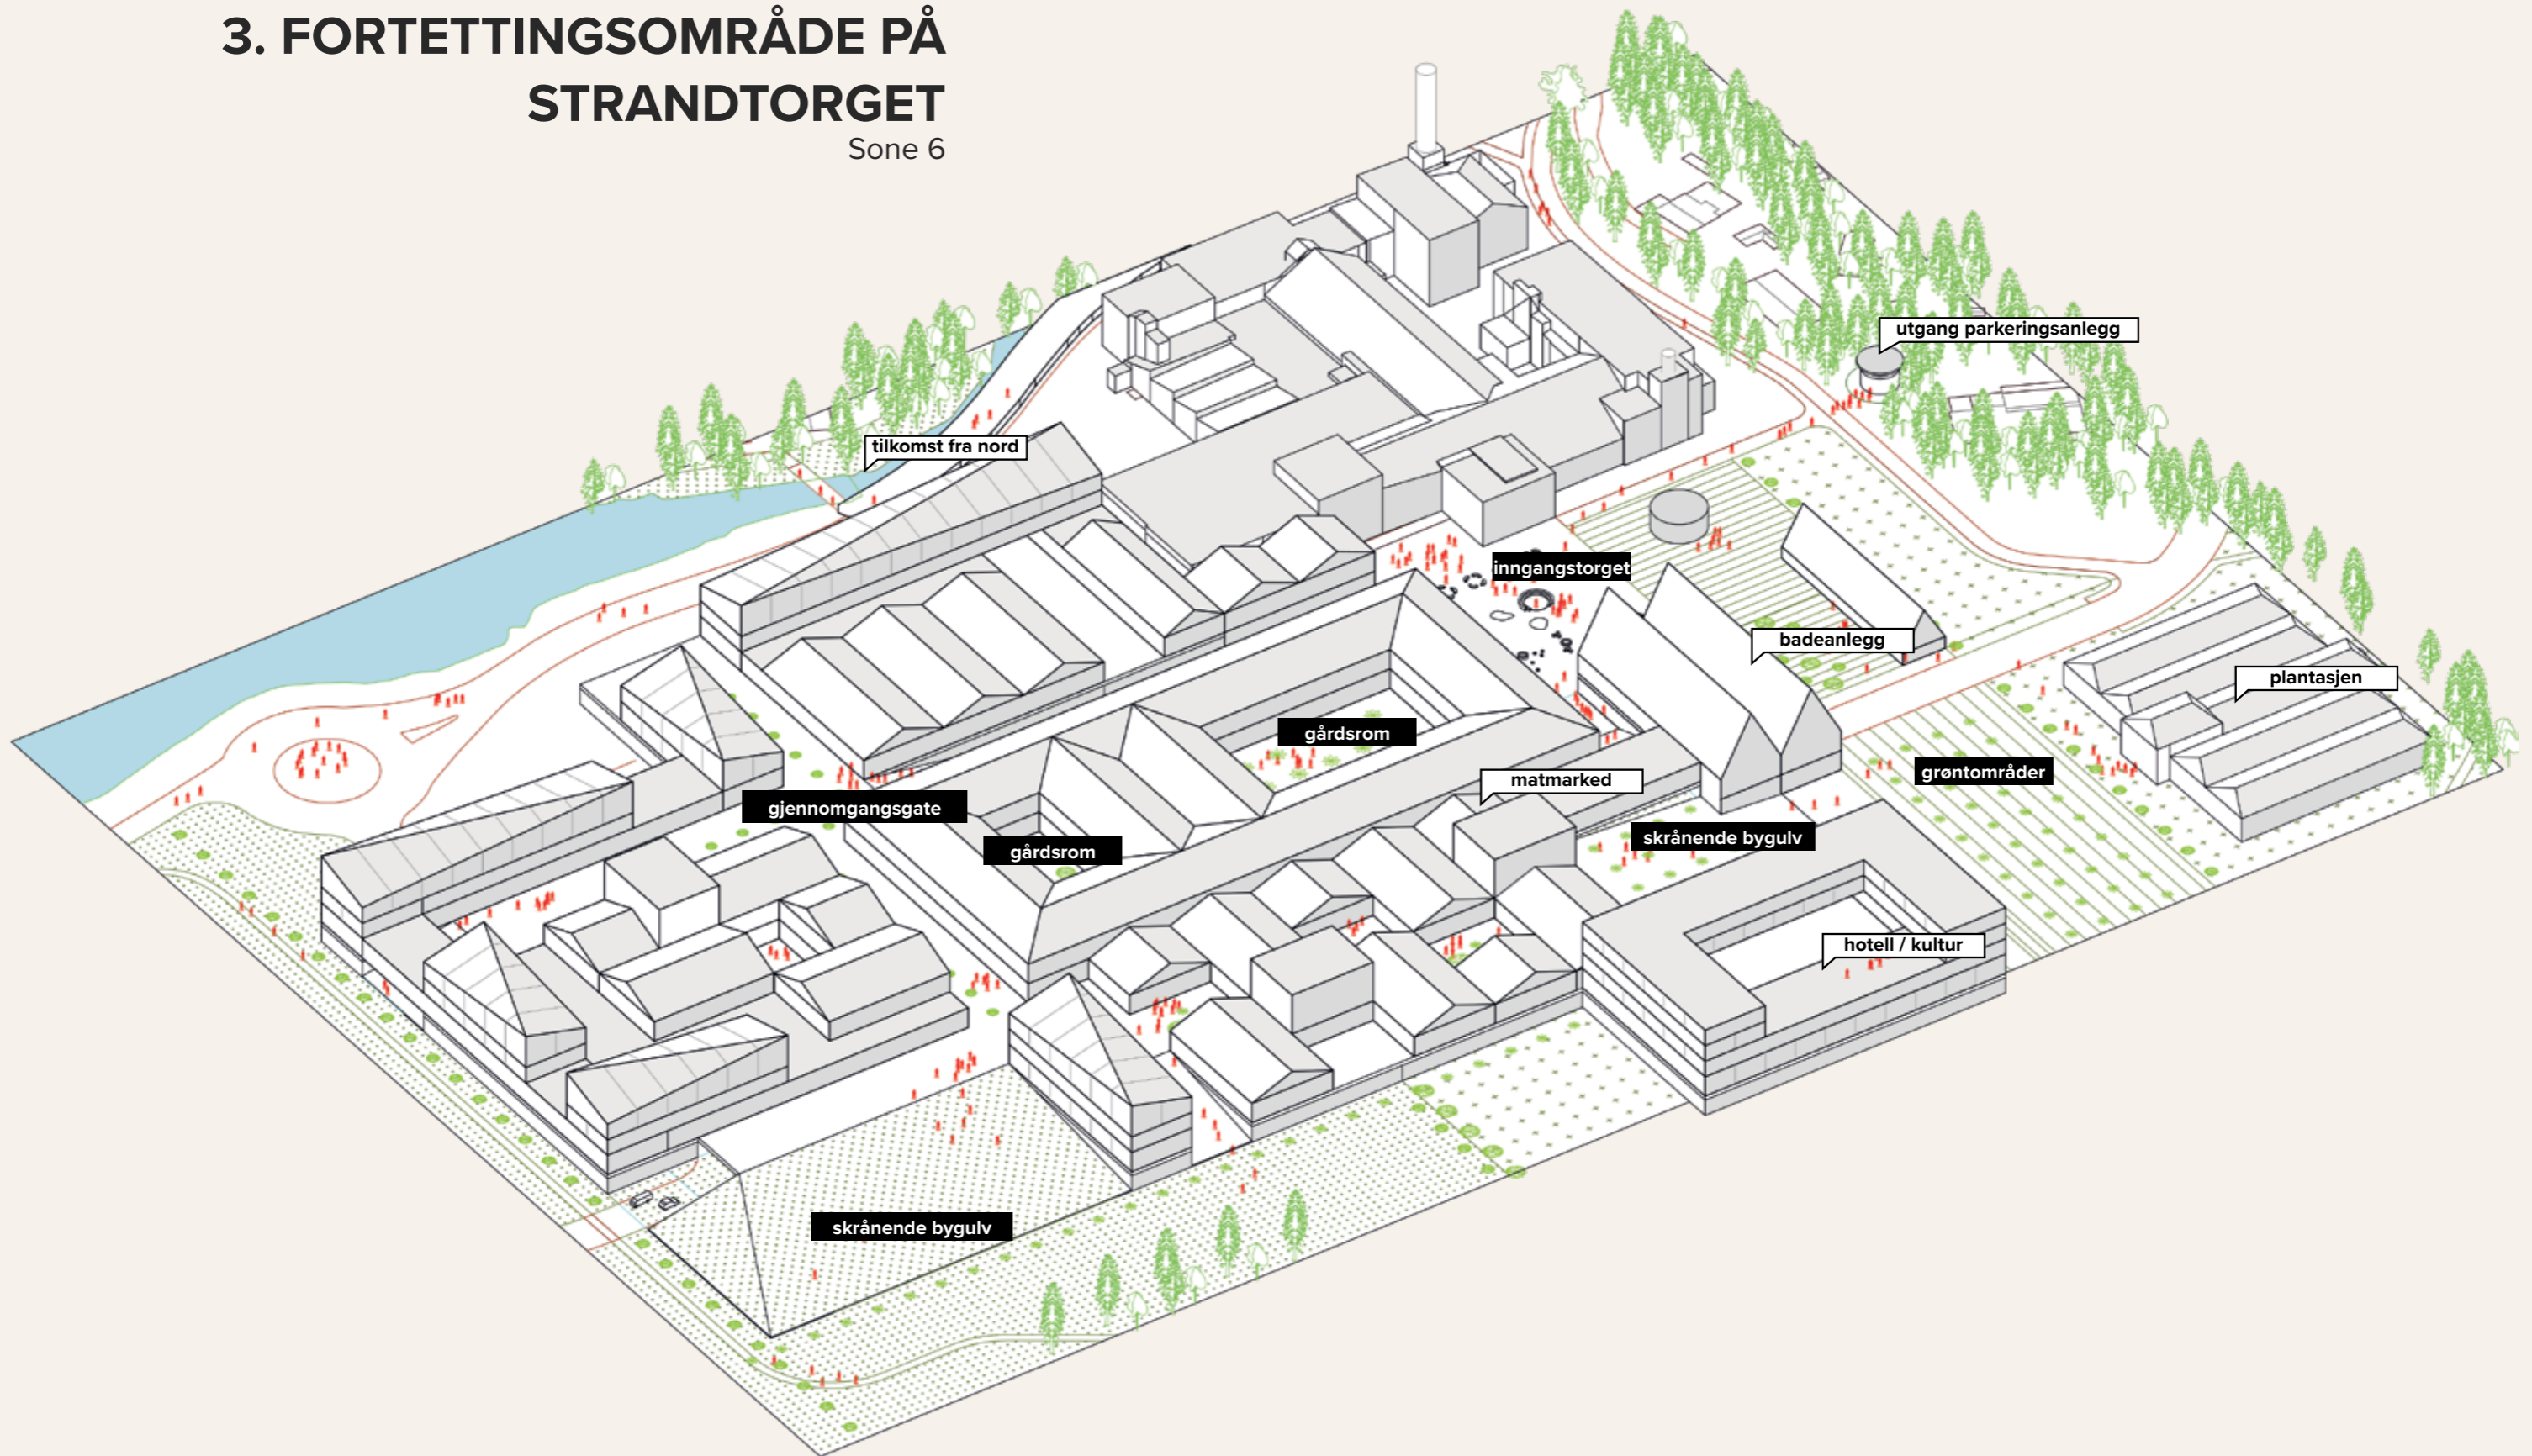 3. FORTETTINGSOMRÅDE PÅ
STRANDTORGET
Sone 6
utgang parkeringsanlegg
tilkomst fra nord
inngangstorget
badeanlegg
plantasjen
gårdsrom
grøntområder
matmarked
gjennomgangsgate
skrånende bygulv
gårdsrom
hotell / kultur
skrånende bygulv